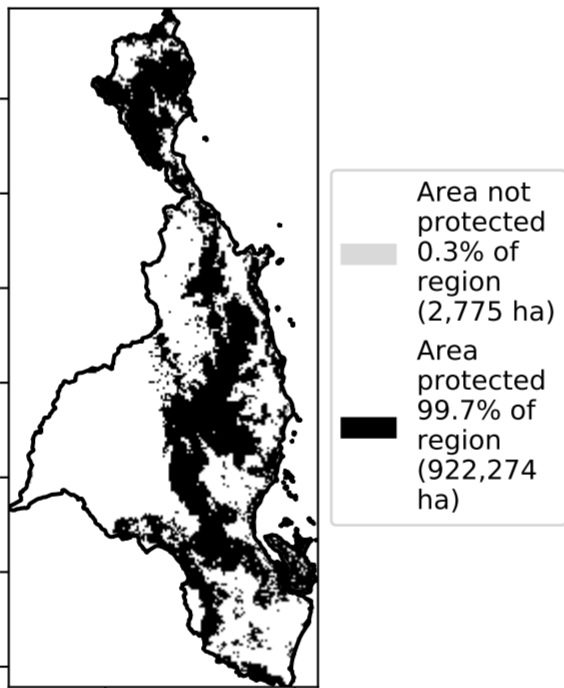 Area not
protected
0.3% of
region
(2,775 ha)
Area
protected
99.7% of
region
(922,274
ha)